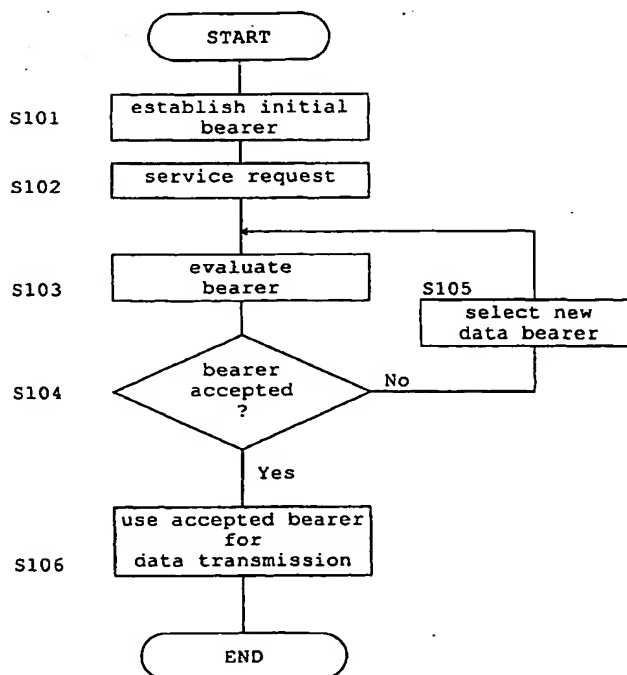 START
S101
establish initial
bearer
S102
service request
S103
evaluate
bearer
S105
select new
data bearer
S104
bearer
accepted
?
No
Yes
S106
use accepted bearer
for
data transmission
END